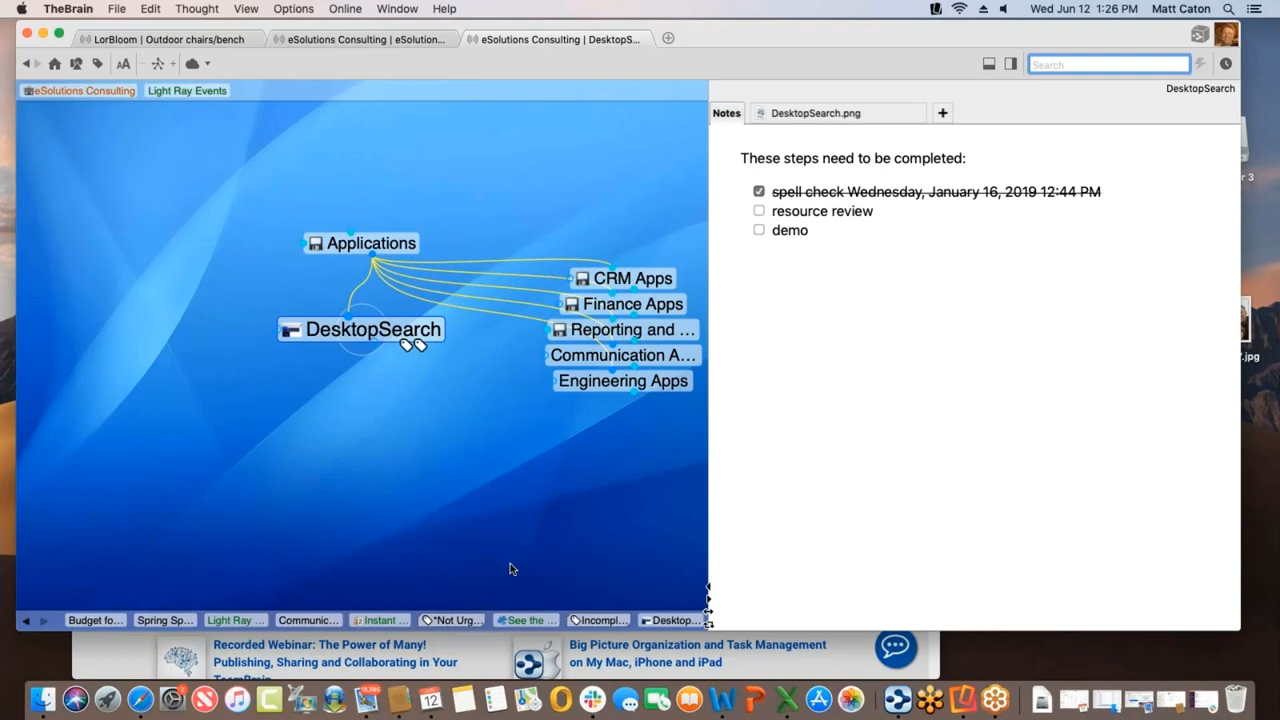 TheBrain File Edit Thought View Options Online Window Help
Wed Jun 12 1:26 PM Matt Caton
LorBloom | Outdoor chairs/bench
eSolutions Consulting | eSolution...
eSolutions Consulting | DesktopS...
AA
Search
eSolutions Consulting
Light Ray Events
DesktopSearch
Notes
DesktopSearch.png
These steps need to be completed:
spell check Wednesday, January 16, 2019 12:44 PM
resource review
demo
Applications
DesktopSearch
CRM Apps
Finance Apps
Reporting and ...
Communication A...
Engineering Apps
Budget fo...
Spring Sp...
Light Ray ...
Communic...
Instant ...
*Not Urg...
See the ...
Incompl...
Desktop...
Recorded Webinar: The Power of Many!
Publishing, Sharing and Collaborating in Your
Big Picture Organization and Task Management
on My Mac, iPhone and iPad